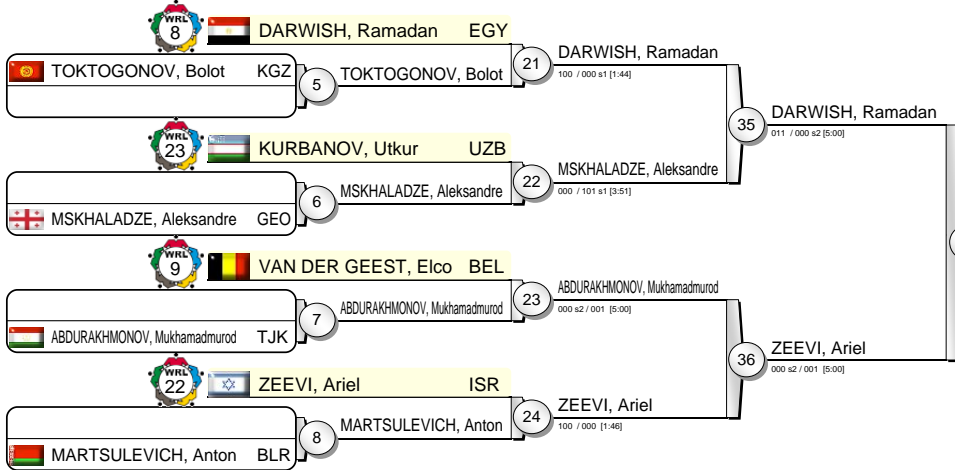 WRL
8
DARWISH, Ramadan EGY
TOKTOGONOV, Bolot KGZ
5
TOKTOGONOV, Bolot
21
DARWISH, Ramadan
100 / 000 s1 [1:44]
WRL
23
KURBANOV, Utkur UZB
MSKHALADZE, Aleksandre GEO
6
MSKHALADZE, Aleksandre
22
MSKHALADZE, Aleksandre
000 / 101 s1 [3:51]
35
DARWISH, Ramadan
011 / 000 s2 [5:00]
WRL
9
VAN DER GEEST, Elco BEL
ABDURAKHMONOV, Mukhamadmurod TJK
7
ABDURAKHMONOV, Mukhamadmurod
23
ABDURAKHMONOV, Mukhamadmurod
000 s2 / 001 [5:00]
WRL
22
ZEEVI, Ariel ISR
MARTSULEVICH, Anton BLR
8
MARTSULEVICH, Anton
24
ZEEVI, Ariel
100 / 000 [1:46]
36
ZEEVI, Ariel
000 s2 / 001 [5:00]